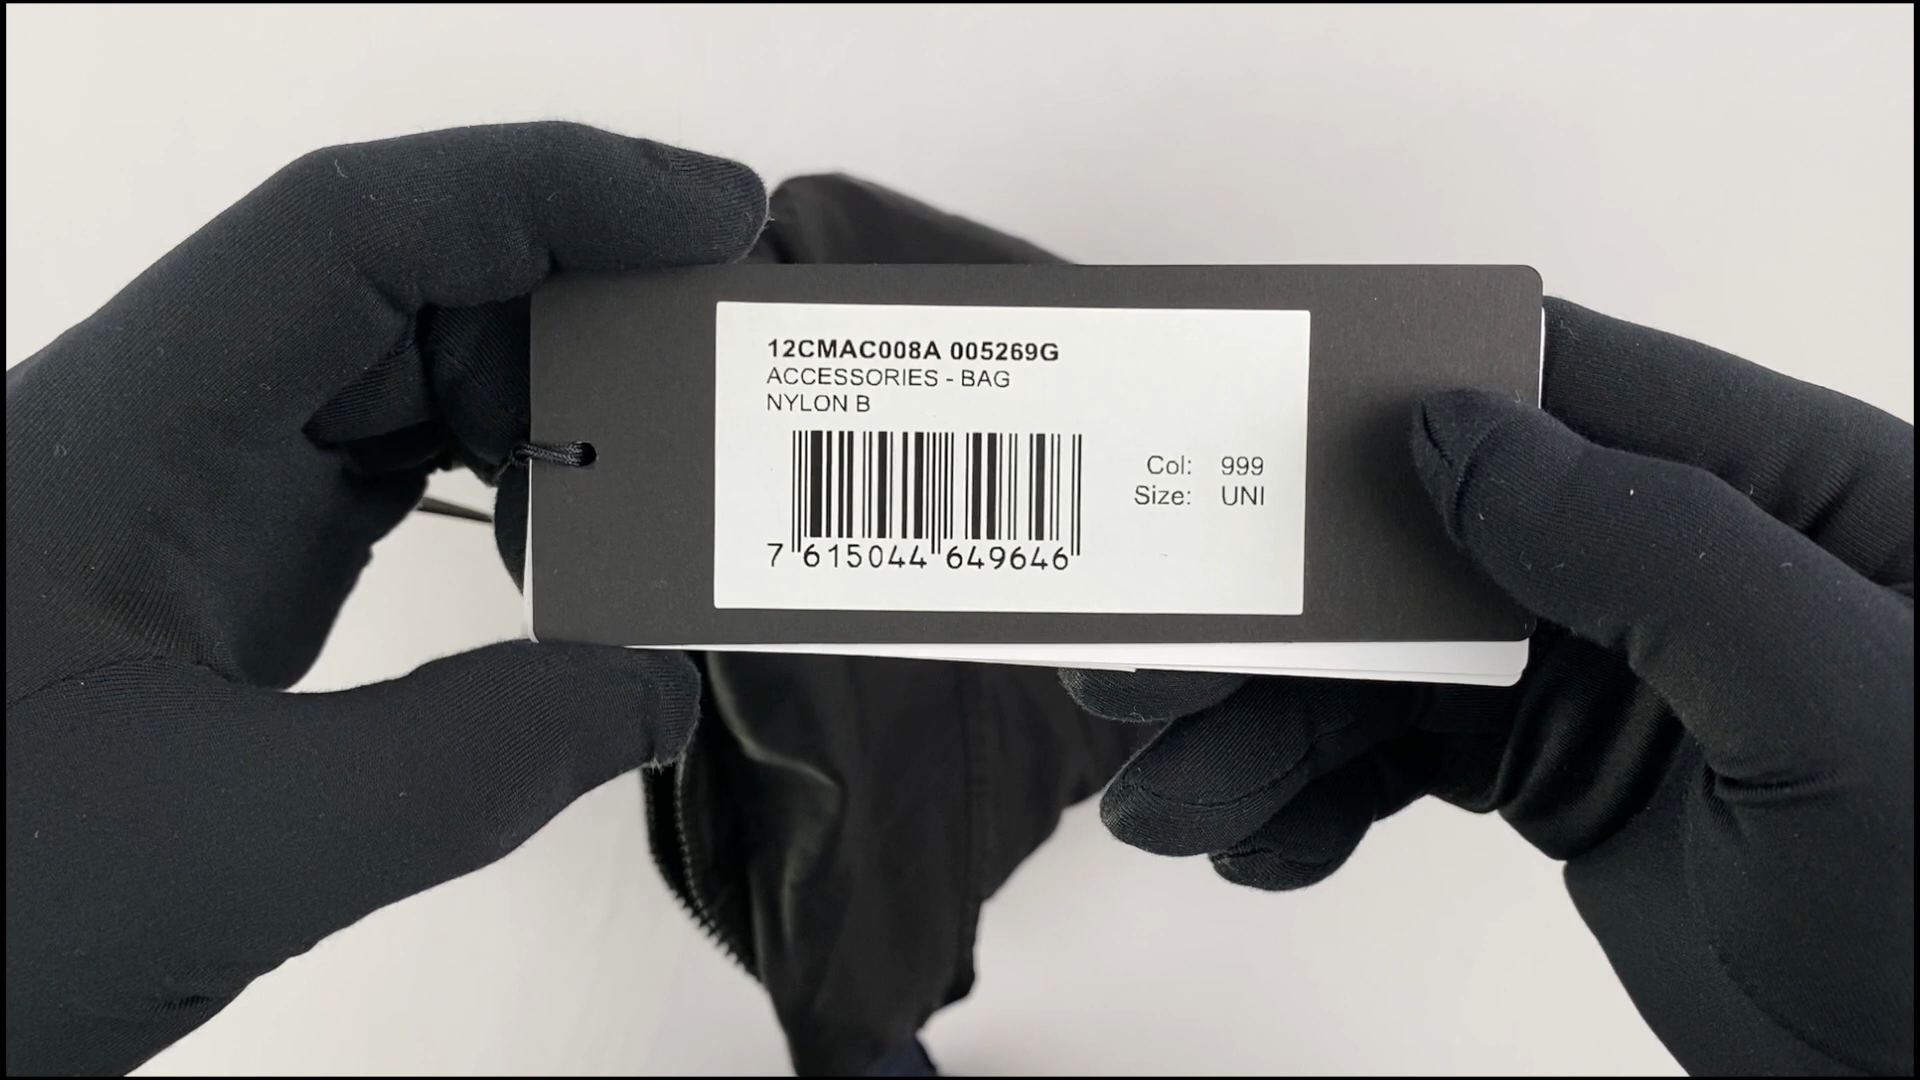 12CMAC008A 005269G
ACCESSORIES - BAG
NYLON B
Col: 999
Size: UNI
7 615044 649646